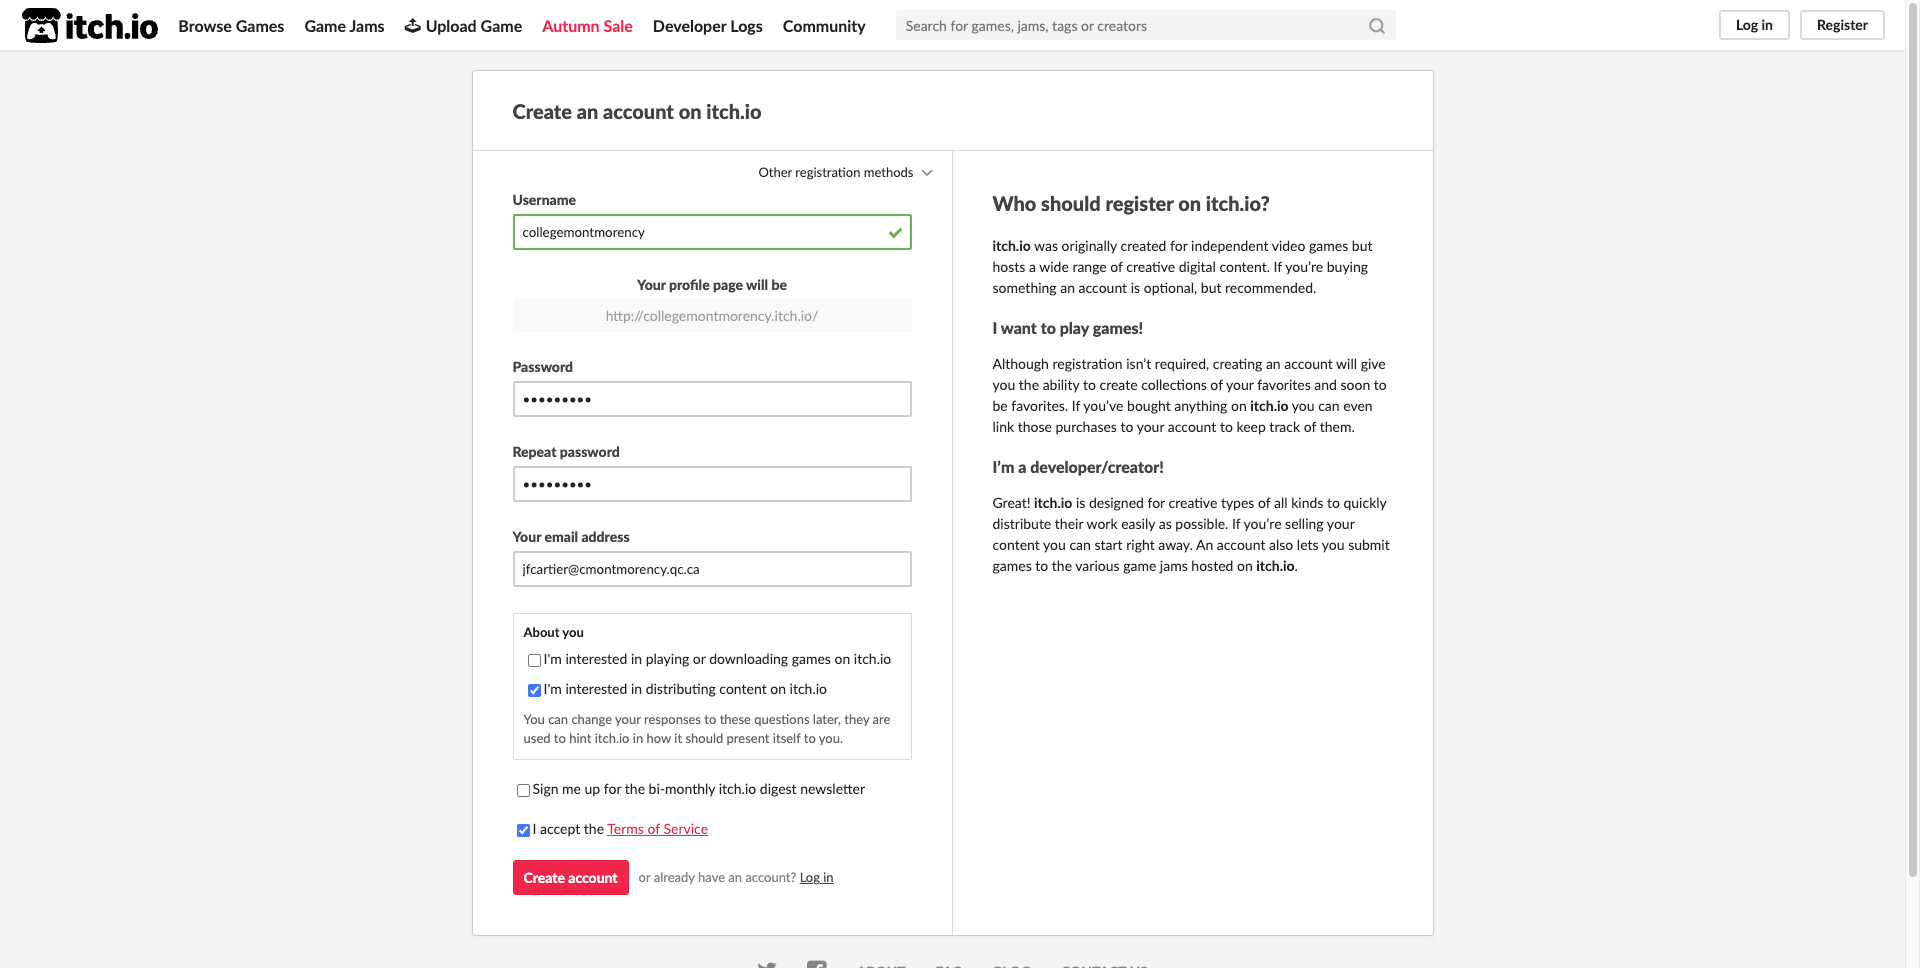 itch.io
Browse Games
Game Jams
Upload Game
Autumn Sale
Developer Logs
Community
Search for games, jams, tags or creators
Log in
Register
Create an account on itch.io
Other registration methods
Username
collegemontmorency
Your profile page will be
http://collegemontmorency.itch.io/
Password
•••••••••
Repeat password
•••••••••
Your email address
jfcartier@cmontmorency.qc.ca
About you
I'm interested in playing or downloading games on itch.io
I'm interested in distributing content on itch.io
You can change your responses to these questions later, they are
used to hint itch.io in how it should present itself to you.
Sign me up for the bi-monthly itch.io digest newsletter
I accept the Terms of Service
Create account
or already have an account? Log in
Who should register on itch.io?
itch.io was originally created for independent video games but
hosts a wide range of creative digital content. If you’re buying
something an account is optional, but recommended.
I want to play games!
Although registration isn’t required, creating an account will give
you the ability to create collections of your favorites and soon to
be favorites. If you’ve bought anything on itch.io you can even
link those purchases to your account to keep track of them.
I’m a developer/creator!
Great! itch.io is designed for creative types of all kinds to quickly
distribute their work easily as possible. If you’re selling your
content you can start right away. An account also lets you submit
games to the various game jams hosted on itch.io.
ABOUT
FAQ
BLOG
CONTACT US